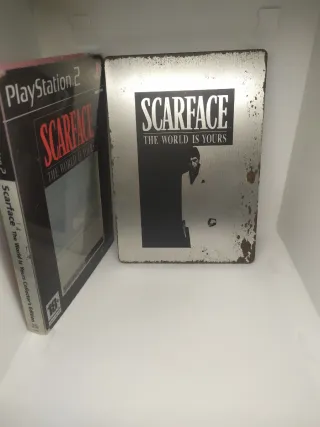 PlayStation 2
SCARFACE
THE WORLD IS YOURS
Scarface The World Is Yours Collector's Edition
18+
SCARFACE
THE WORLD IS YOURS